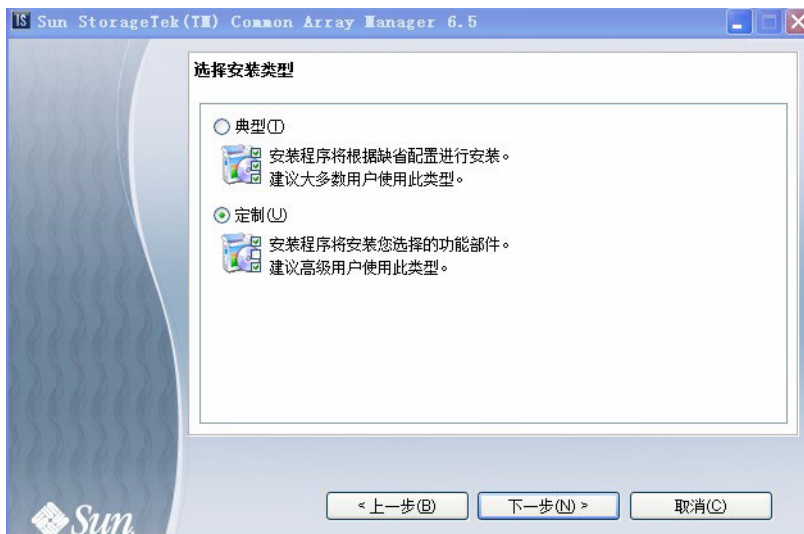 Sun StorageTek(TM) Common Array Manager 6.5
选择安装类型
典型(T)
安装程序将根据缺省配置进行安装。
建议大多数用户使用此类型。
定制(U)
安装程序将安装您选择的功能部件。
建议高级用户使用此类型。
<上一步(B) 下一步(N)> 取消(C)
Sun